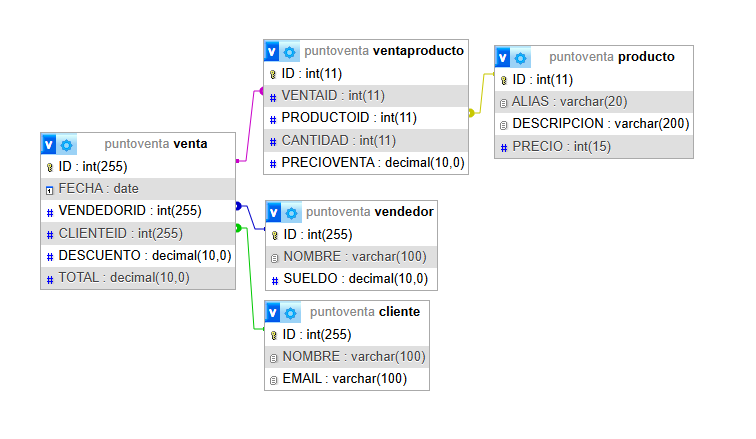 v puntoventa ventaproducto
ID : int(11)
# VENTAID : int(11)
# PRODUCTOID : int(11)
# CANTIDAD : int(11)
# PRECIOVENTA : decimal(10,0)
v puntoventa producto
ID : int(11)
ALIAS : varchar(20)
DESCRIPCION : varchar(200)
# PRECIO : int(15)
v puntoventa venta
ID : int(255)
FECHA : date
# VENDEDORID : int(255)
# CLIENTEID : int(255)
# DESCUENTO : decimal(10,0)
# TOTAL : decimal(10,0)
v puntoventa vendedor
ID : int(255)
NOMBRE : varchar(100)
# SUELDO : decimal(10,0)
v puntoventa cliente
ID : int(255)
NOMBRE : varchar(100)
EMAIL : varchar(100)